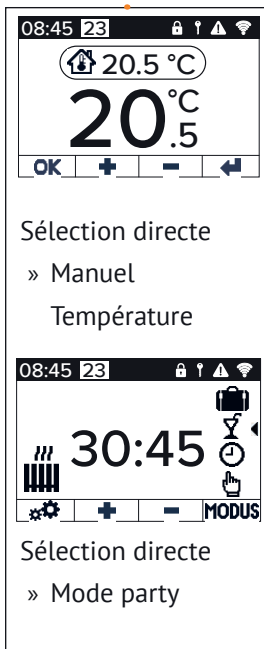 08:45 23
20.5 °C
20.5 °C
OK + −
Sélection directe
» Manuel
Température
08:45 23
30:45
+ − MODUS
Sélection directe
» Mode party